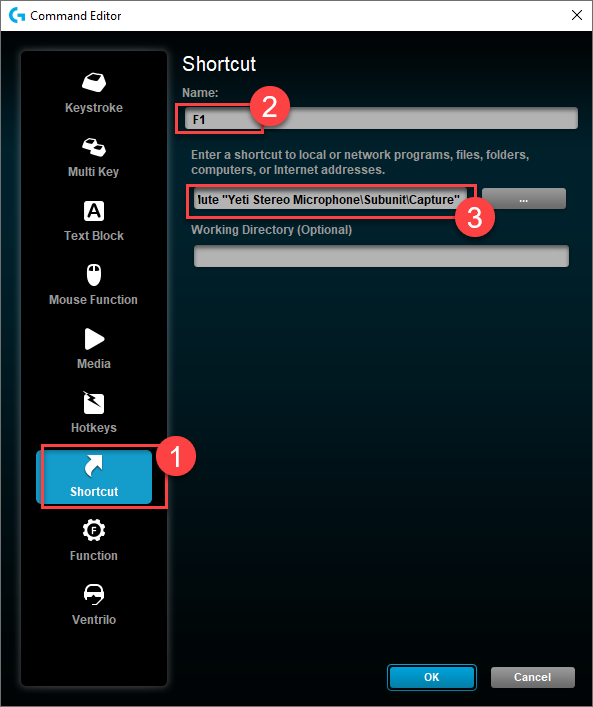 Command Editor
Shortcut
Name:
2
F1
Enter a shortcut to local or network programs, files, folders,
computers, or Internet addresses.
"Yeti Stereo Microphone\Subunit\Capture"
...
3
Working Directory (Optional)
Keystroke
Multi Key
A
Text Block
Mouse Function
Media
Hotkeys
1
Shortcut
F
Function
Ventrilo
OK
Cancel